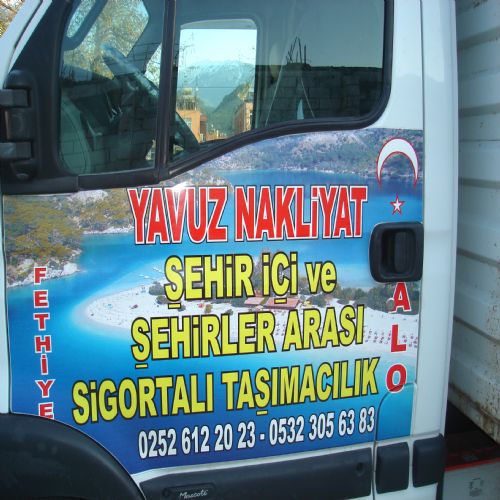 YAVUZ NAKLİYAT
ŞEHİR İÇİ ve
ŞEHİRLER ARASI
SİGORTALI TAŞIMACILIK
0252 612 20 23 - 0532 305 63 83
FETHİYE
ALO